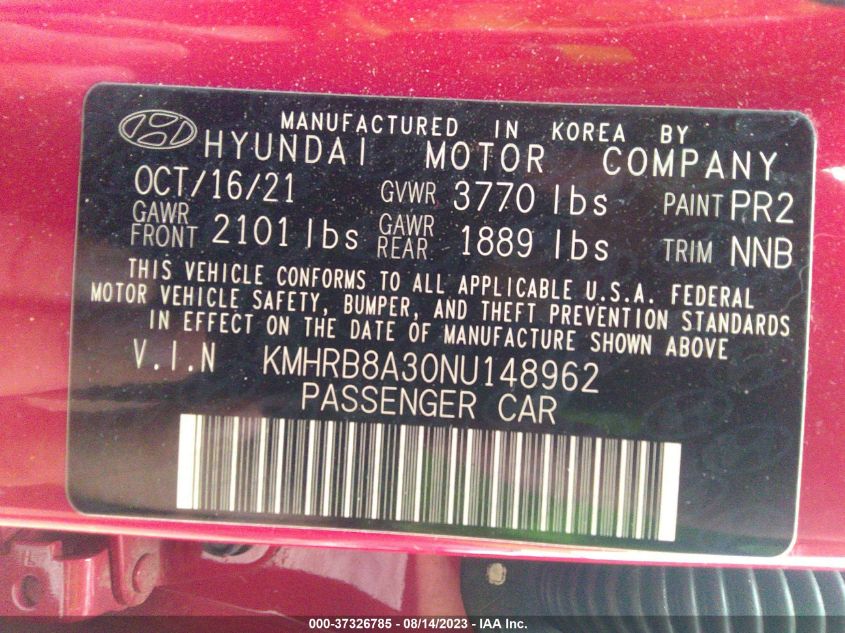 MANUFACTURED IN KOREA BY
HYUNDAI MOTOR COMPANY
OCT/16/21 GVWR 3770 lbs PAINT PR2
GAWR FRONT 2101 lbs GAWR REAR 1889 lbs TRIM NNB
THIS VEHICLE CONFORMS TO ALL APPLICABLE U.S.A. FEDERAL
MOTOR VEHICLE SAFETY, BUMPER, AND THEFT PREVENTION STANDARDS
IN EFFECT ON THE DATE OF MANUFACTURE SHOWN ABOVE
V.I.N KMHRB8A30NU148962
PASSENGER CAR
000-37326785 - 08/14/2023 - IAA Inc.